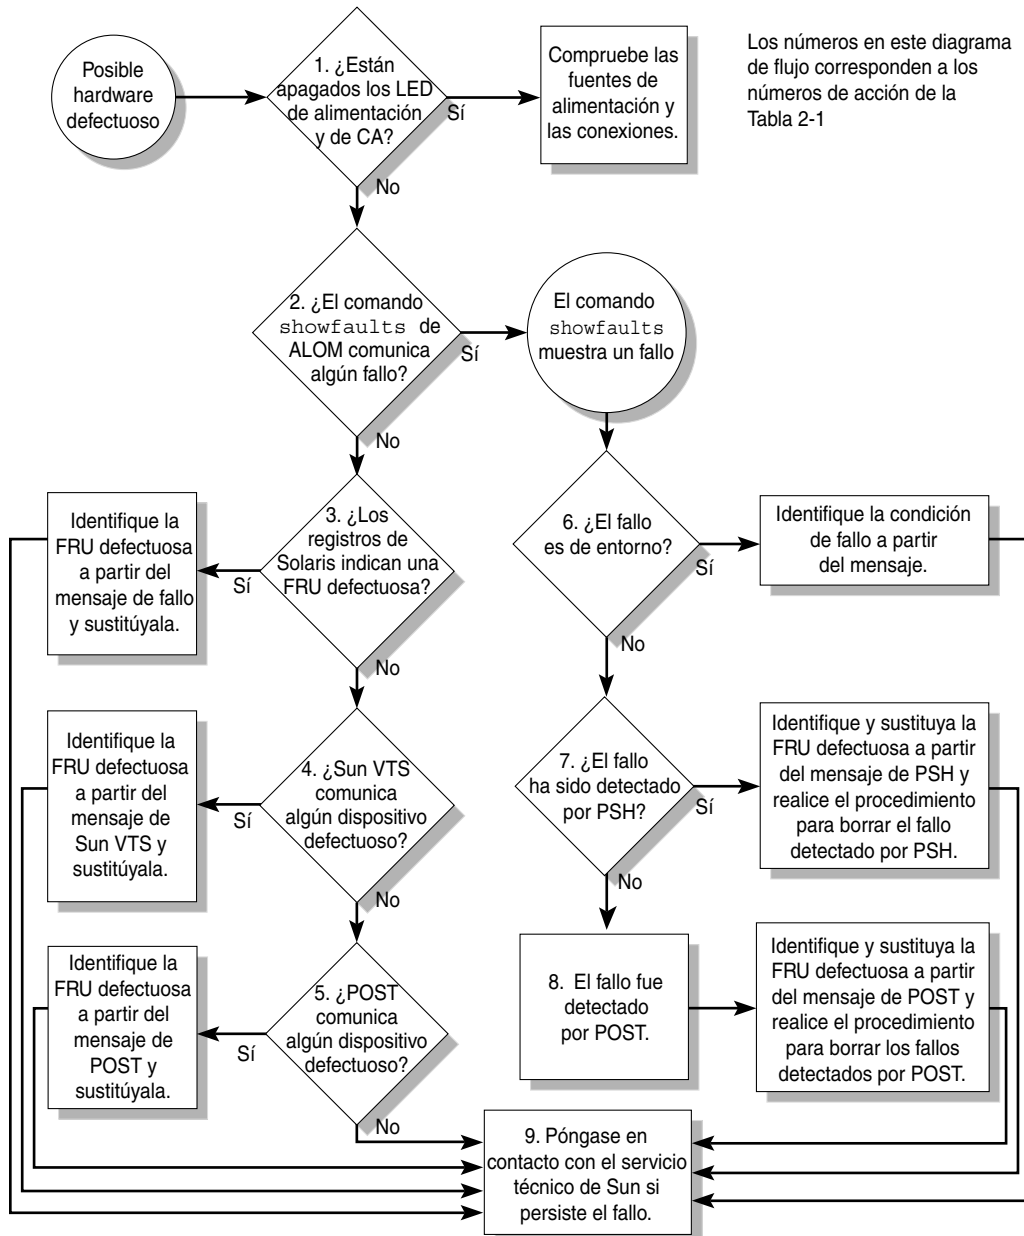 Posible
hardware
defectuoso
1. ¿Están
apagados los LED
de alimentación
y de CA?
Sí
No
Compruebe las
fuentes de
alimentación y
las conexiones.
Los números en este diagrama
de flujo corresponden a los
números de acción de la
Tabla 2-1
2. ¿El comando
showfaults de
ALOM comunica
algún fallo?
Sí
No
El comando
showfaults
muestra un fallo
3. ¿Los
registros de
Solaris indican una
FRU defectuosa?
Sí
No
Identifique la
FRU defectuosa
a partir del
mensaje de fallo
y sustitúyala.
6. ¿El fallo
es de entorno?
Sí
No
Identifique la condición
de fallo a partir
del mensaje.
4. ¿Sun VTS
comunica
algún dispositivo
defectuoso?
Sí
No
Identifique la
FRU defectuosa
a partir del
mensaje de
Sun VTS y
sustitúyala.
7. ¿El fallo
ha sido detectado
por PSH?
Sí
No
Identifique y sustituya la
FRU defectuosa a partir
del mensaje de PSH y
realice el procedimiento
para borrar el fallo
detectado por PSH.
5. ¿POST
comunica
algún dispositivo
defectuoso?
Sí
No
Identifique la
FRU defectuosa
a partir del
mensaje de
POST y
sustitúyala.
8. El fallo fue
detectado
por POST.
Identifique y sustituya la
FRU defectuosa a partir
del mensaje de POST y
realice el procedimiento
para borrar los fallos
detectados por POST.
9. Póngase en
contacto con el servicio
técnico de Sun si
persiste el fallo.